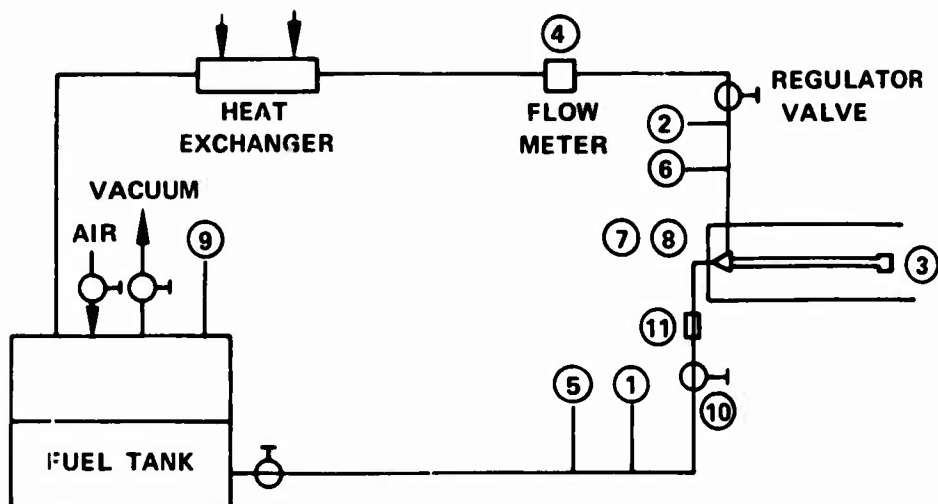 4
HEAT
EXCHANGER
FLOW
METER
REGULATOR
VALVE
2
6
VACUUM
AIR
9
7
8
3
11
5
1
10
FUEL TANK